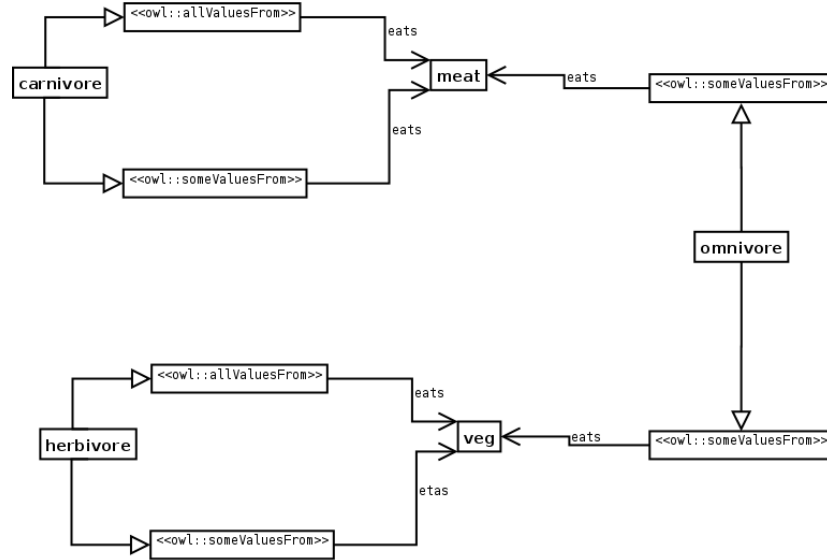 <<owl::allValuesFrom>>
eats
carnivore
meat
eats
<<owl::someValuesFrom>>
eats
<<owl::someValuesFrom>>
omnivore
<<owl::allValuesFrom>>
eats
herbivore
veg
eats
<<owl::someValuesFrom>>
etas
<<owl::someValuesFrom>>